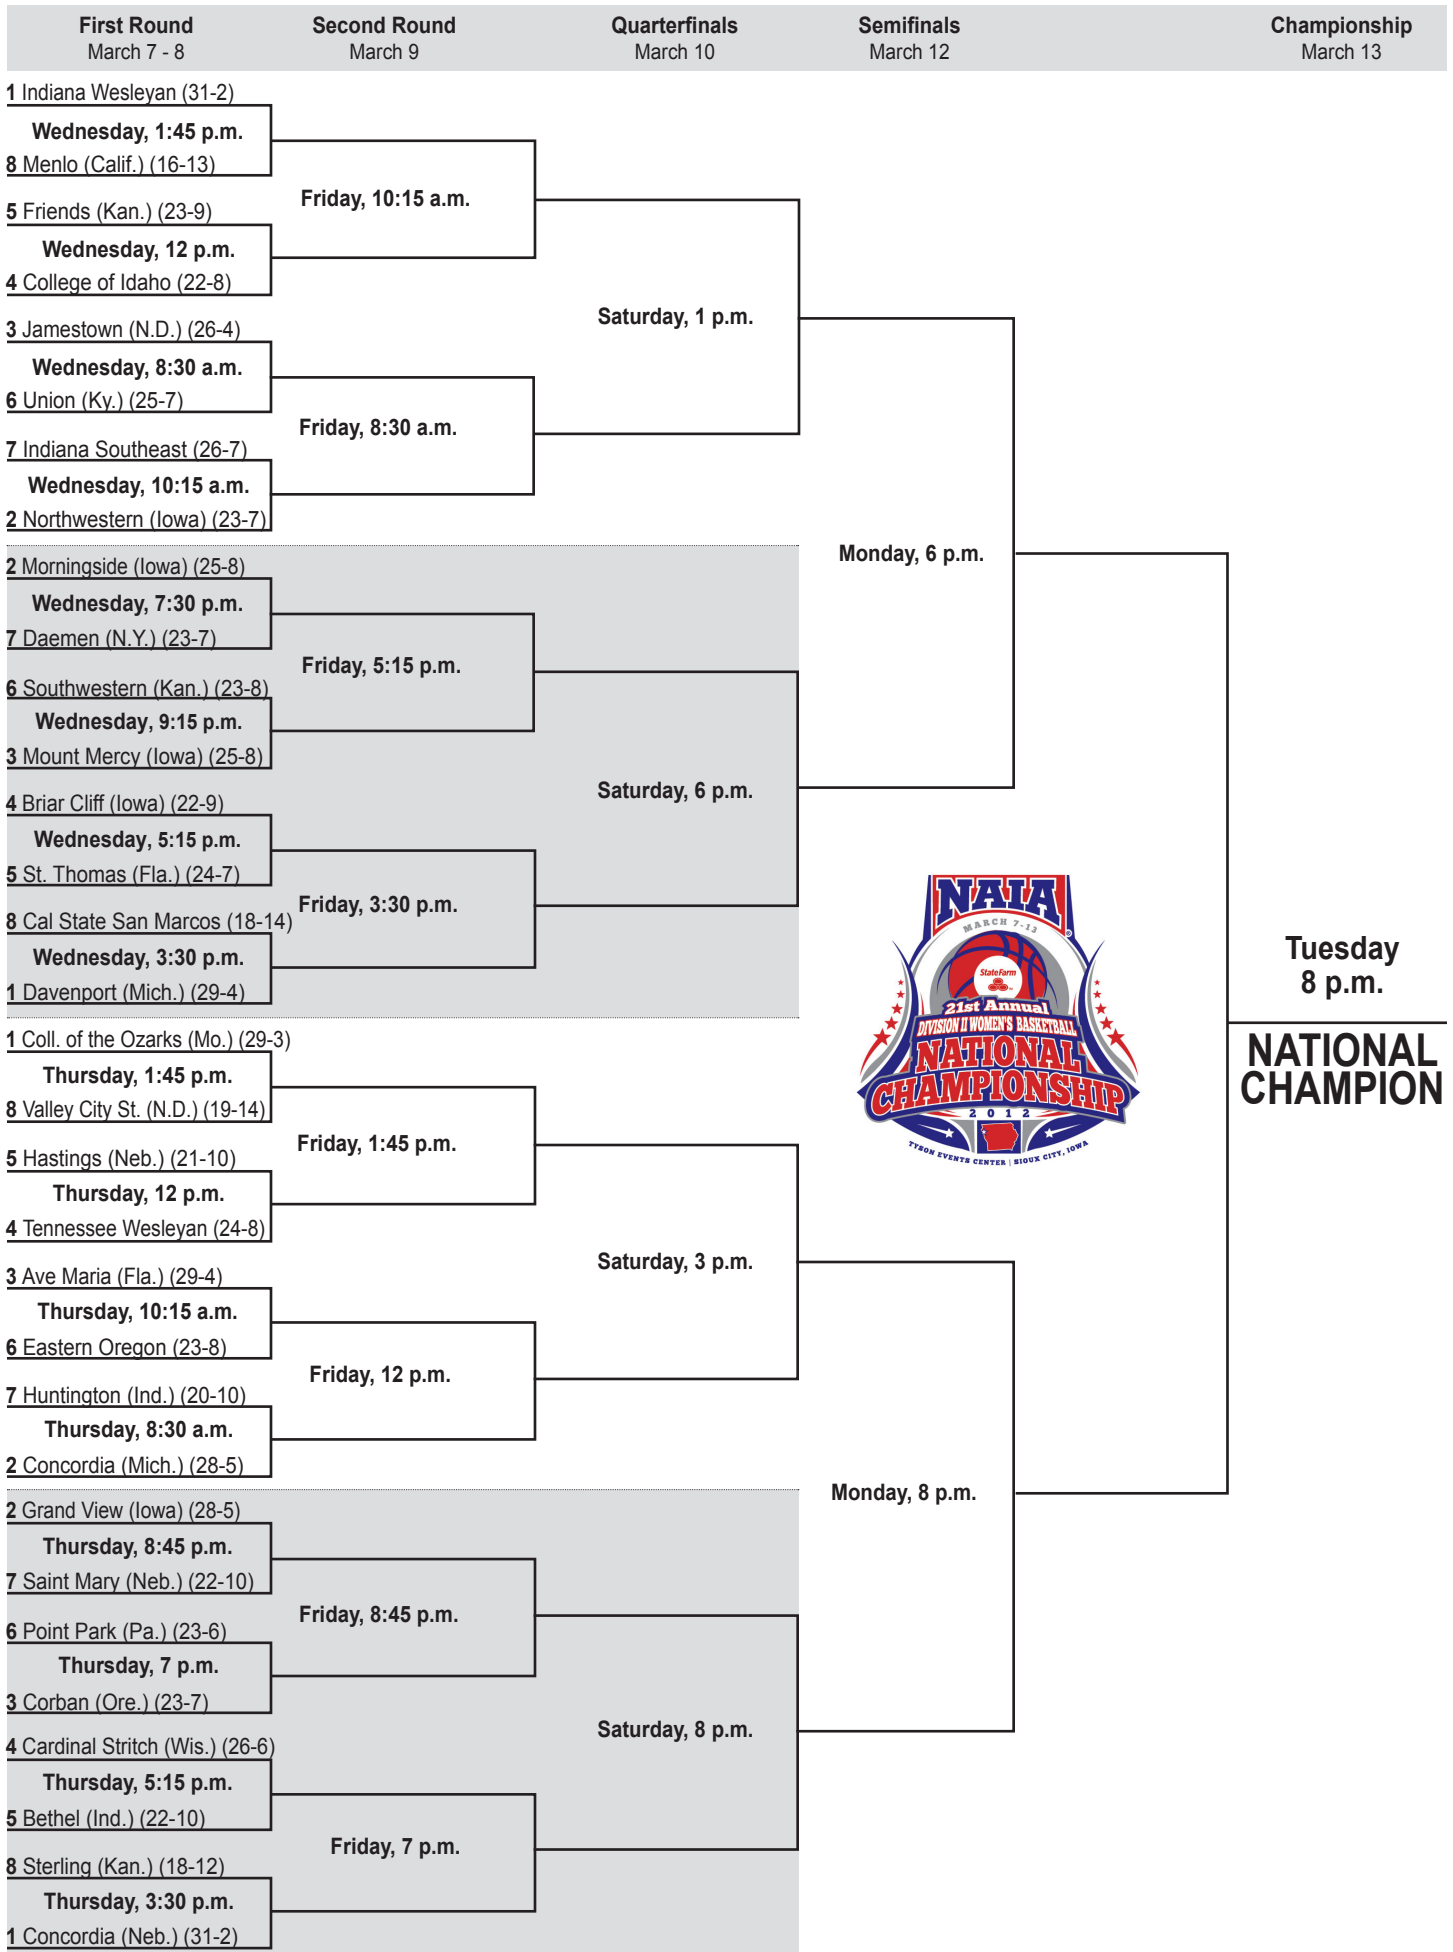 First Round
March 7 - 8
Second Round
March 9
Quarterfinals
March 10
Semifinals
March 12
Championship
March 13
1 Indiana Wesleyan (31-2)
Wednesday, 1:45 p.m.
8 Menlo (Calif.) (16-13)
Friday, 10:15 a.m.
5 Friends (Kan.) (23-9)
Wednesday, 12 p.m.
4 College of Idaho (22-8)
Saturday, 1 p.m.
3 Jamestown (N.D.) (26-4)
Wednesday, 8:30 a.m.
6 Union (Ky.) (25-7)
Friday, 8:30 a.m.
7 Indiana Southeast (26-7)
Wednesday, 10:15 a.m.
2 Northwestern (Iowa) (23-7)
Monday, 6 p.m.
2 Morningside (Iowa) (25-8)
Wednesday, 7:30 p.m.
7 Daemen (N.Y.) (23-7)
Friday, 5:15 p.m.
6 Southwestern (Kan.) (23-8)
Wednesday, 9:15 p.m.
3 Mount Mercy (Iowa) (25-8)
Saturday, 6 p.m.
4 Briar Cliff (Iowa) (22-9)
Wednesday, 5:15 p.m.
5 St. Thomas (Fla.) (24-7)
Friday, 3:30 p.m.
8 Cal State San Marcos (18-14)
Wednesday, 3:30 p.m.
1 Davenport (Mich.) (29-4)
NAIA
®
MARCH 7-13
StateFarm
21st Annual
DIVISION I WOMEN'S BASKETBALL
NATIONAL
CHAMPIONSHIP
2012
TYSON EVENTS CENTER | SIOUX CITY, IOWA
Tuesday
8 p.m.
NATIONAL
CHAMPION
1 Coll. of the Ozarks (Mo.) (29-3)
Thursday, 1:45 p.m.
8 Valley City St. (N.D.) (19-14)
Friday, 1:45 p.m.
5 Hastings (Neb.) (21-10)
Thursday, 12 p.m.
4 Tennessee Wesleyan (24-8)
Saturday, 3 p.m.
3 Ave Maria (Fla.) (29-4)
Thursday, 10:15 a.m.
6 Eastern Oregon (23-8)
Friday, 12 p.m.
7 Huntington (Ind.) (20-10)
Thursday, 8:30 a.m.
2 Concordia (Mich.) (28-5)
Monday, 8 p.m.
2 Grand View (Iowa) (28-5)
Thursday, 8:45 p.m.
7 Saint Mary (Neb.) (22-10)
Friday, 8:45 p.m.
6 Point Park (Pa.) (23-6)
Thursday, 7 p.m.
3 Corban (Ore.) (23-7)
Saturday, 8 p.m.
4 Cardinal Stritch (Wis.) (26-6)
Thursday, 5:15 p.m.
5 Bethel (Ind.) (22-10)
Friday, 7 p.m.
8 Sterling (Kan.) (18-12)
Thursday, 3:30 p.m.
1 Concordia (Neb.) (31-2)